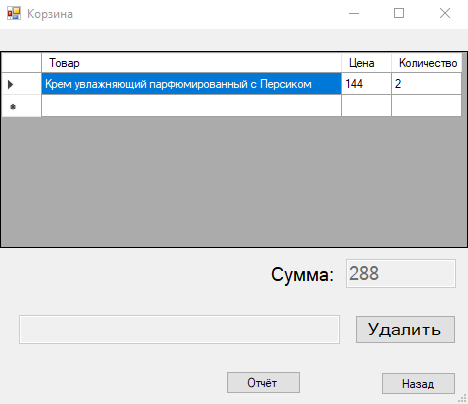 Корзина
Товар Цена Количество
Крем увлажняющий парфюмированный с Персиком 144 2
Сумма: 288
Удалить
Отчёт Назад